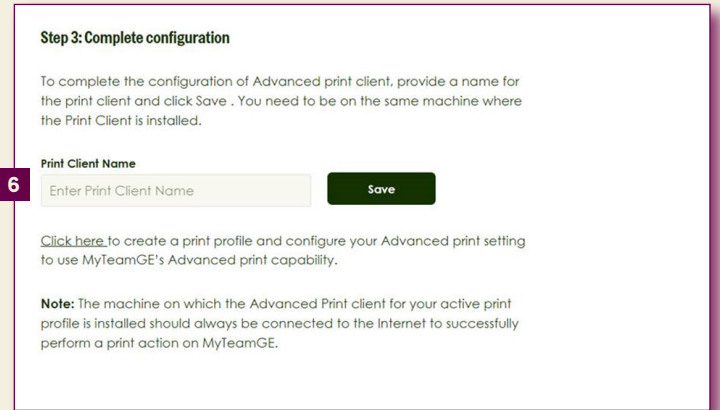 Step 3: Complete configuration
To complete the configuration of Advanced print client, provide a name for
the print client and click Save . You need to be on the same machine where
the Print Client is installed.
Print Client Name
6
Enter Print Client Name
Save
Click here to create a print profile and configure your Advanced print setting
to use MyTeamGE's Advanced print capability.
Note: The machine on which the Advanced Print client for your active print
profile is installed should always be connected to the Internet to successfully
perform a print action on MyTeamGE.